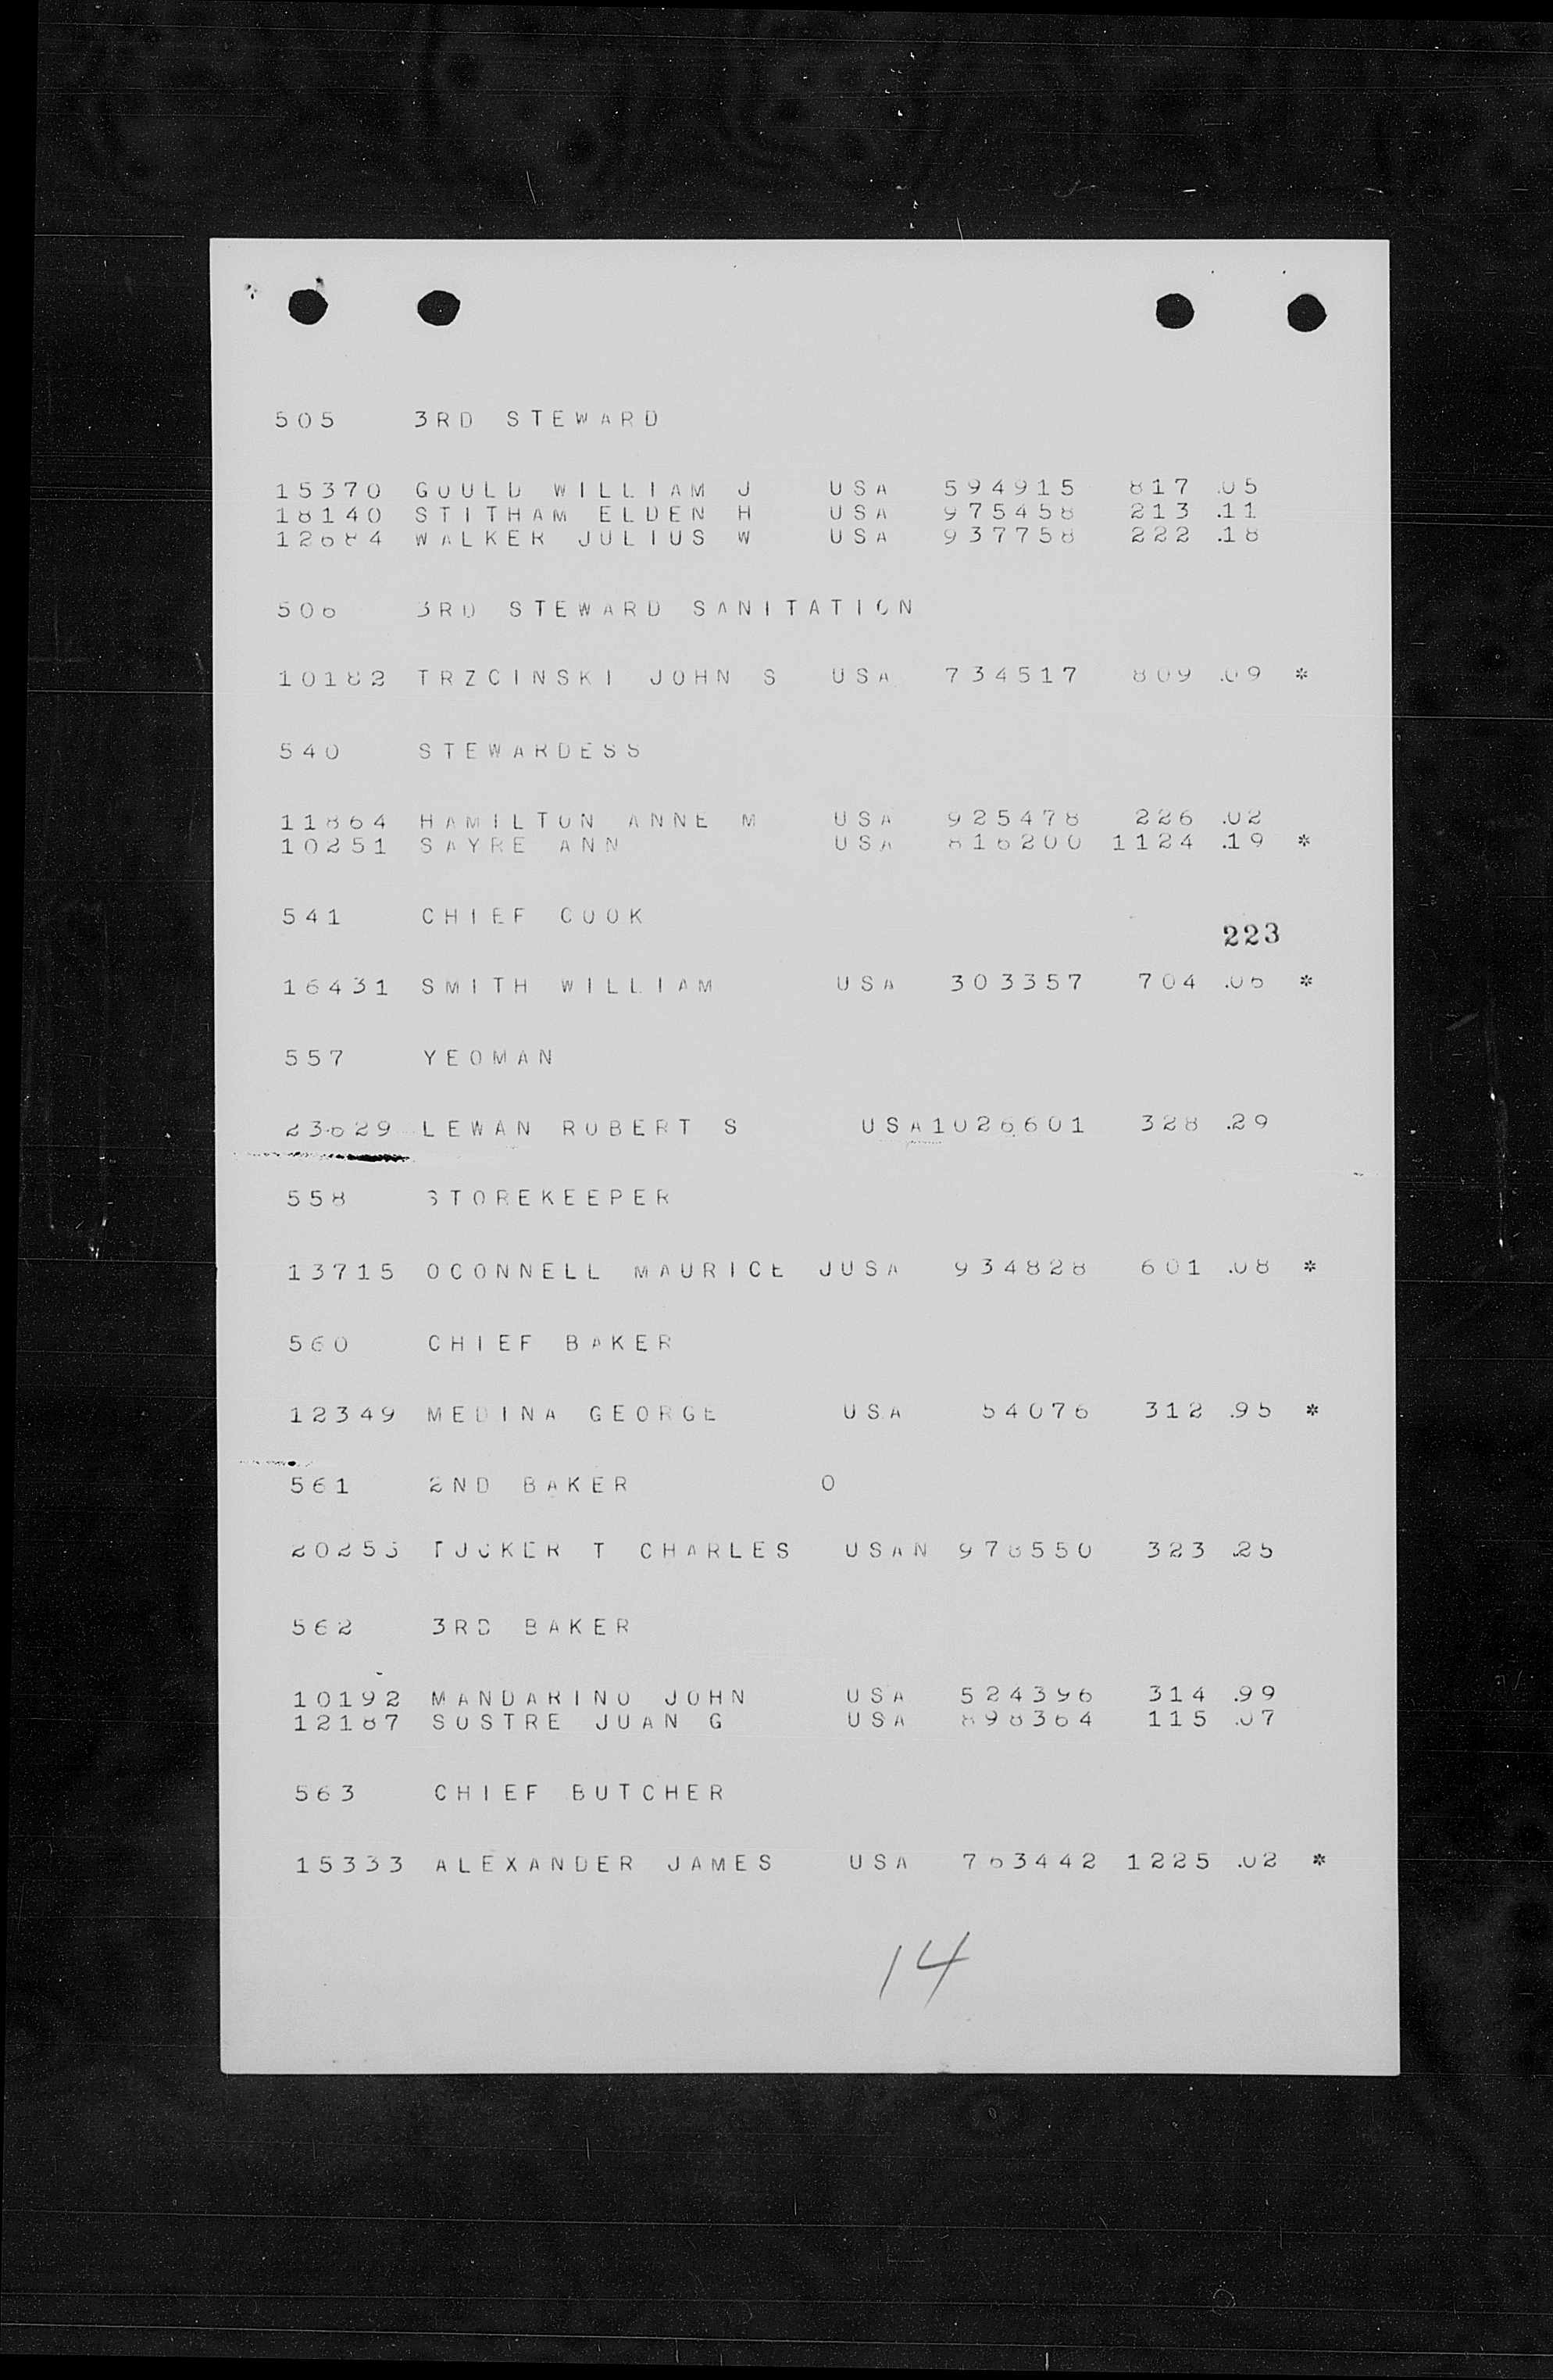 505 3RD STEWARD
15370 GOULD WILLIAM J USA 594915 817 .05
18140 STITHAM ELDEN H USA 975458 213 .11
12684 WALKER JULIUS W USA 937758 222 .18
506 3RD STEWARD SANITATION
10182 TRZCINSKI JOHN S USA 734517 809 .09 *
540 STEWARDESS
11864 HAMILTON ANNE M USA 925478 226 .02
10251 SAYRE ANN USA 816200 1124 .19 *
541 CHIEF COOK
223
16431 SMITH WILLIAM USA 303357 704 .06 *
557 YEOMAN
23629 LEWAN ROBERT S USA1026601 328 .29
558 STOREKEEPER
13715 OCONNELL MAURICE JUSA 934828 601 .08 *
560 CHIEF BAKER
12349 MEDINA GEORGE USA 54076 312 .95 *
561 2ND BAKER O
TUCKER T CHARLES USAN 978550 323 .25
562 3RD BAKER
10192 MANDARINO JOHN USA 524396 314 .99
12187 SOSTRE JUAN G USA 898364 115 .07
563 CHIEF BUTCHER
15333 ALEXANDER JAMES USA 763442 1225 .02 *
14